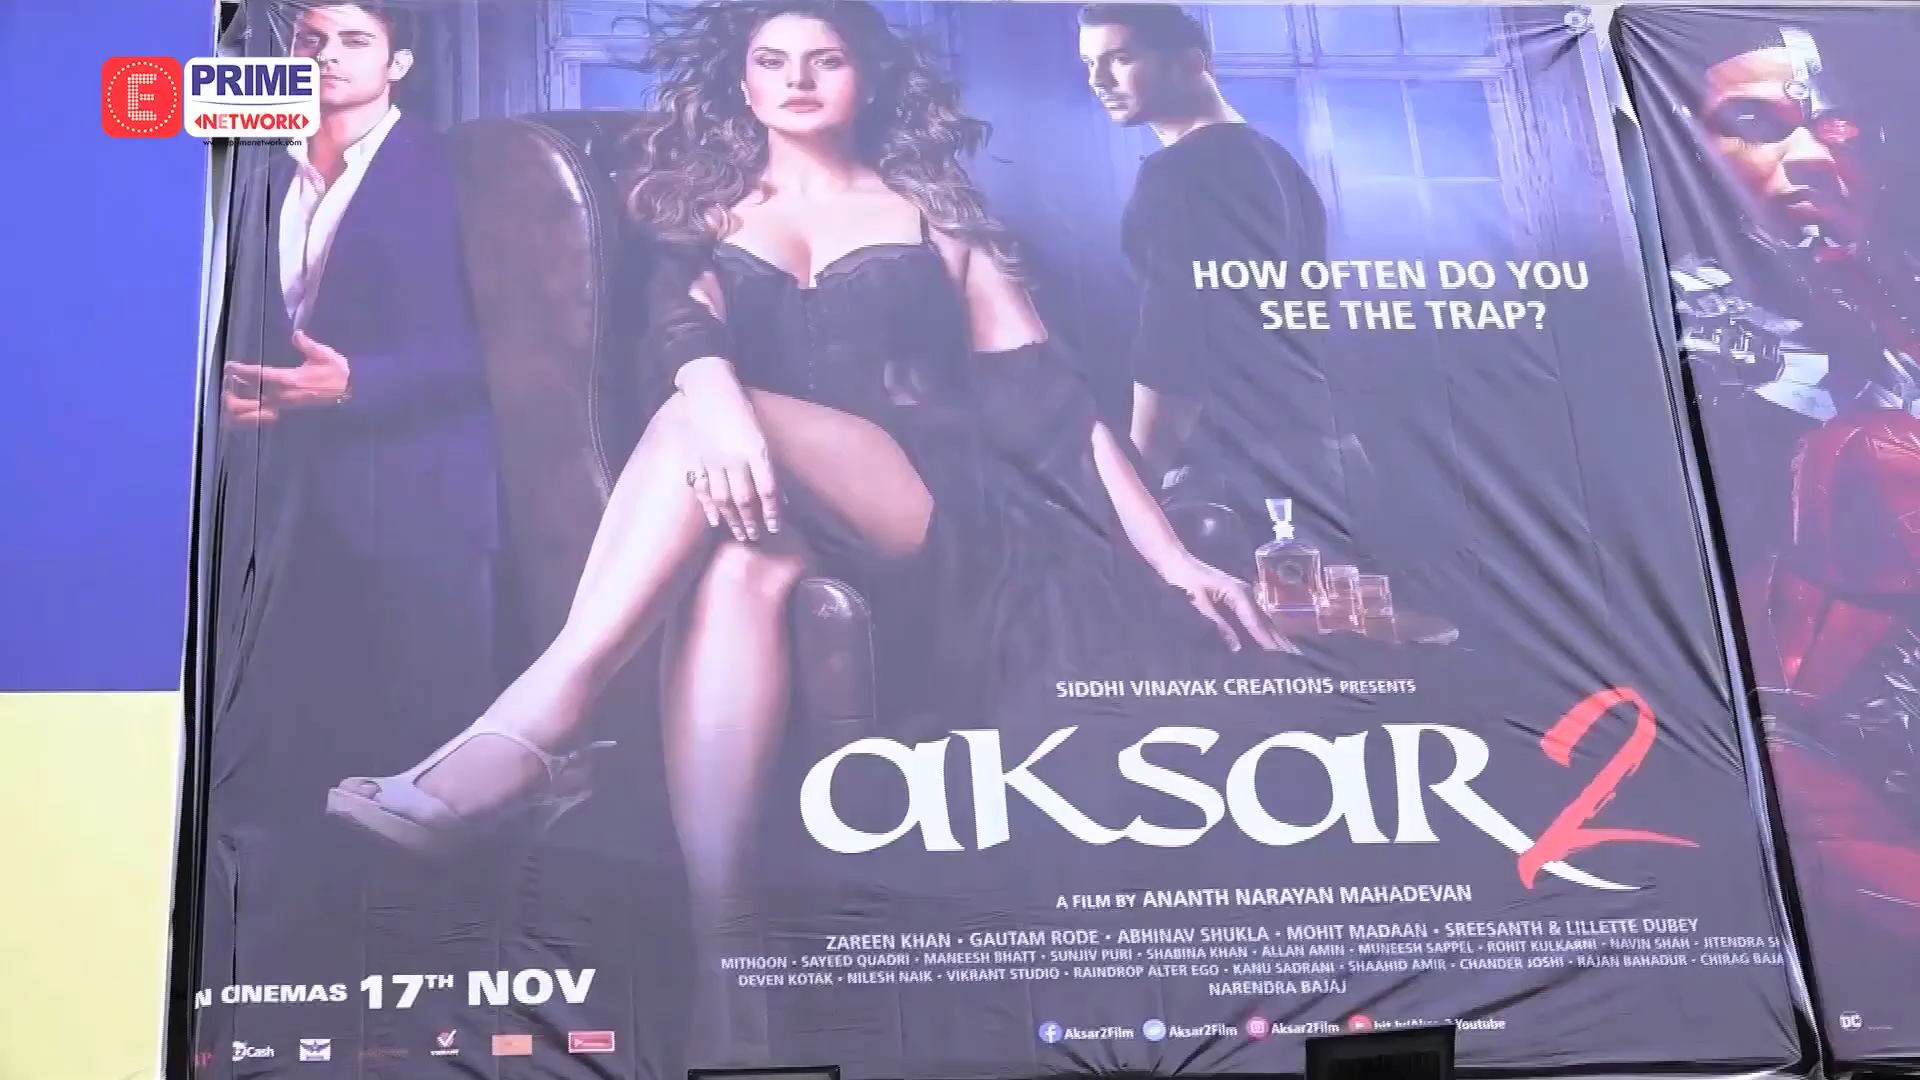 E PRIME
NETWORK
HOW OFTEN DO YOU
SEE THE TRAP?
SIDDHI VINAYAK CREATIONS PRESENTS
aksar 2
A FILM BY ANANTH NARAYAN MAHADEVAN
ZAREEN KHAN • GAUTAM RODE • ABHINAV SHUKLA • MOHIT MADAAN • SREESANTH & LILLETTE DUBEY
MITHOON • SAYEED QUADRI • MANEESH BHATT • SUNJIV PURI • SHABINA KHAN • ALLAN AMIN • MUNEESH SAPPEL • ROHIT KULKARNI • NAVIN SHAH • JITENDRA
DEVEN KOTAK • NILESH NAIK • VIKRANT STUDIO • RAINDROP ALTER EGO • KANU SADRANI • SHAAHID AMIR • CHANDER JOSHI • RAJAN BAHADUR • CHIRAG
NARENDRA BAJAJ
N CINEMAS 17TH NOV
Aksar2Film Aksar2Film Aksar2Film Youtube
Cash
DC